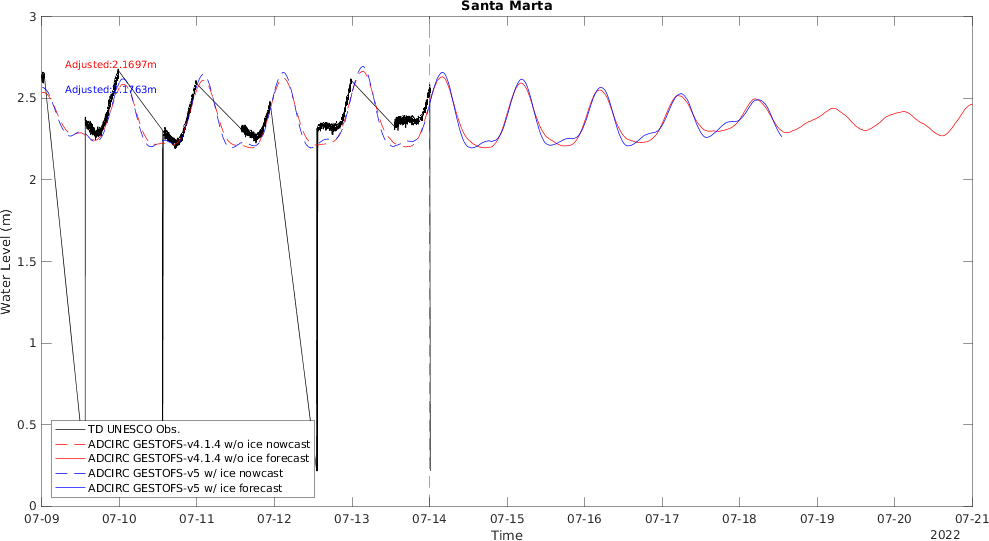 Santa Marta
3
2.5
2
1.5
1
0.5
0
Water Level (m)
Adjusted:2.1697m
Adjusted:2.1763m
TD UNESCO Obs.
ADCIRC GESTOFS-v4.1.4 w/o ice nowcast
ADCIRC GESTOFS-v4.1.4 w/o ice forecast
ADCIRC GESTOFS-v5 w/ ice nowcast
ADCIRC GESTOFS-v5 w/ ice forecast
07-09 07-10 07-11 07-12 07-13 07-14 07-15 07-16 07-17 07-18 07-19 07-20 07-21
Time
2022